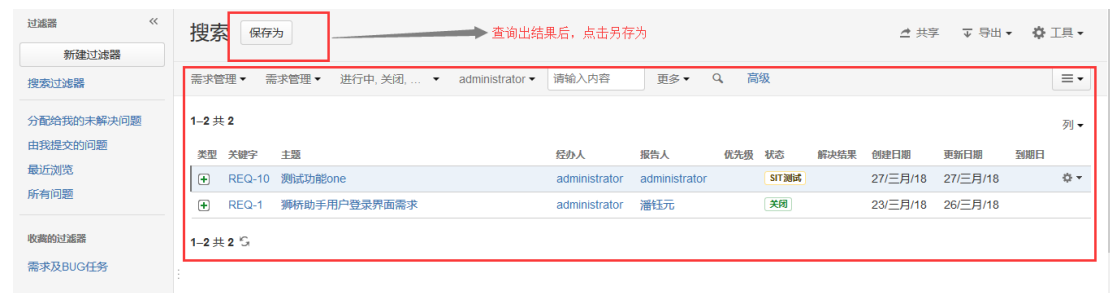 过滤器 «
新建过滤器
搜索过滤器
分配给我的未解决问题
由我提交的问题
最近浏览
所有问题
收藏的过滤器
需求及BUG任务
搜索 保存为 查询出结果后，点击另存为 共享 导出 工具
需求管理 需求管理 进行中, 关闭, ... administrator 请输入内容 更多 高级
1–2 共 2 列
类型 关键字 主题 经办人 报告人 优先级 状态 解决结果 创建日期 更新日期 到期日
REQ-10 测试功能one administrator administrator SIT测试 27/三月/18 27/三月/18
REQ-1 狮桥助手用户登录界面需求 administrator 潘钰元 关闭 23/三月/18 26/三月/18
1–2 共 2